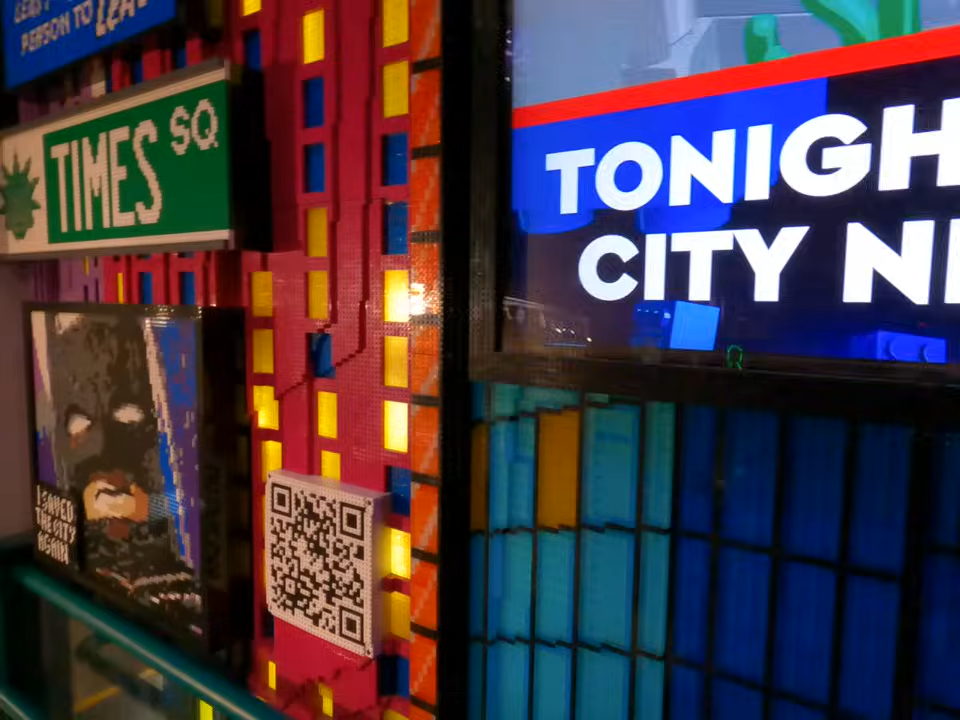 PERSON TO
TIMES SQ
I SAVED
THE CITY
AGAIN
TONIGH
CITY N